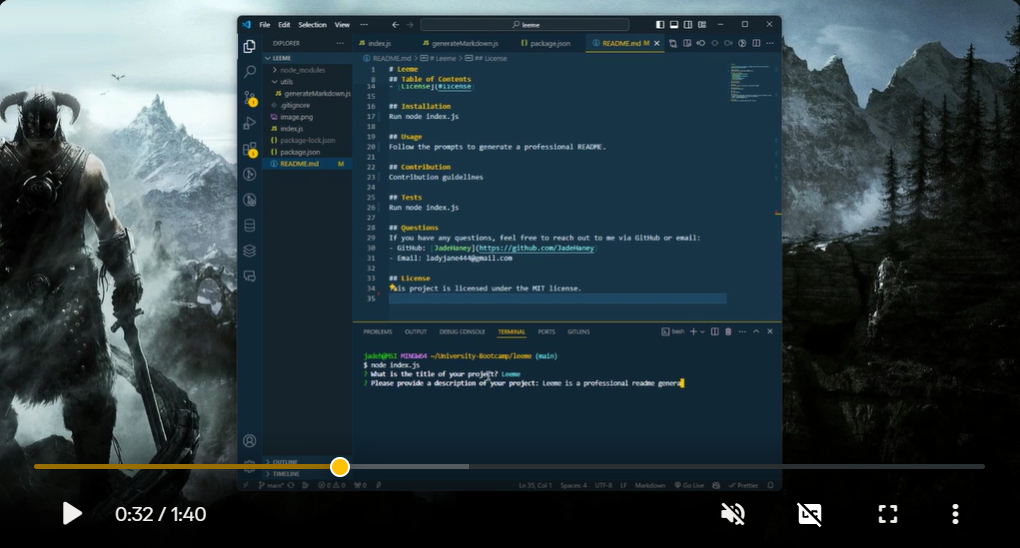 File Edit Selection View ··· leeme
EXPLORER ···
LEEME
node_modules
utils
generateMarkdown.js
.gitignore
image.png
index.js
package-lock.json
package.json
README.md M
OUTLINE
TIMELINE
index.js generateMarkdown.js package.json README.md M
README.md > # Leeme > ## License
1 # Leeme
8 ## Table of Contents
14 - [License](#license)
15
16 ## Installation
17 Run node index.js
18
19 ## Usage
20 Follow the prompts to generate a professional README.
21
22 ## Contribution
23 Contribution guidelines
24
25 ## Tests
26 Run node index.js
27
28 ## Questions
29 If you have any questions, feel free to reach out to me via GitHub or email:
30 - GitHub: [JadeHaney](https://github.com/JadeHaney)
31 - Email: ladyjane444@gmail.com
32
33 ## License
34 is project is licensed under the MIT license.
35
PROBLEMS OUTPUT DEBUG CONSOLE TERMINAL PORTS GITLENS bash
jadeh@MSI MINGW64 ~/University-Bootcamp/leeme (main)
$ node index.js
? What is the title of your project? Leeme
? Please provide a description of your project: Leeme is a professional readme genera
main* 0 0 0 Ln 35, Col 1 Spaces: 4 UTF-8 LF Markdown Go Live Prettier
0:32 / 1:40